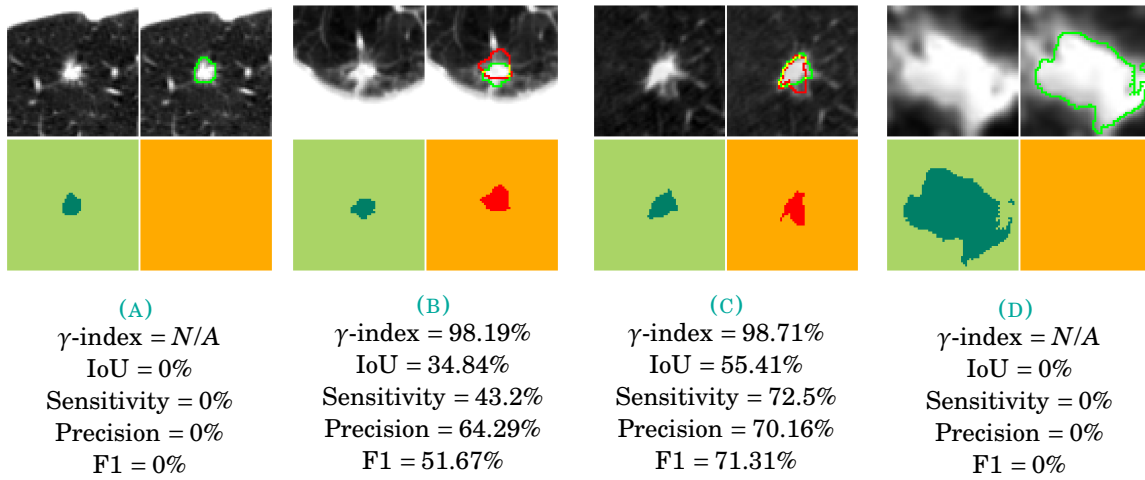 (A)
γ-index = N/A
IoU = 0%
Sensitivity = 0%
Precision = 0%
F1 = 0%
(B)
γ-index = 98.19%
IoU = 34.84%
Sensitivity = 43.2%
Precision = 64.29%
F1 = 51.67%
(C)
γ-index = 98.71%
IoU = 55.41%
Sensitivity = 72.5%
Precision = 70.16%
F1 = 71.31%
(D)
γ-index = N/A
IoU = 0%
Sensitivity = 0%
Precision = 0%
F1 = 0%